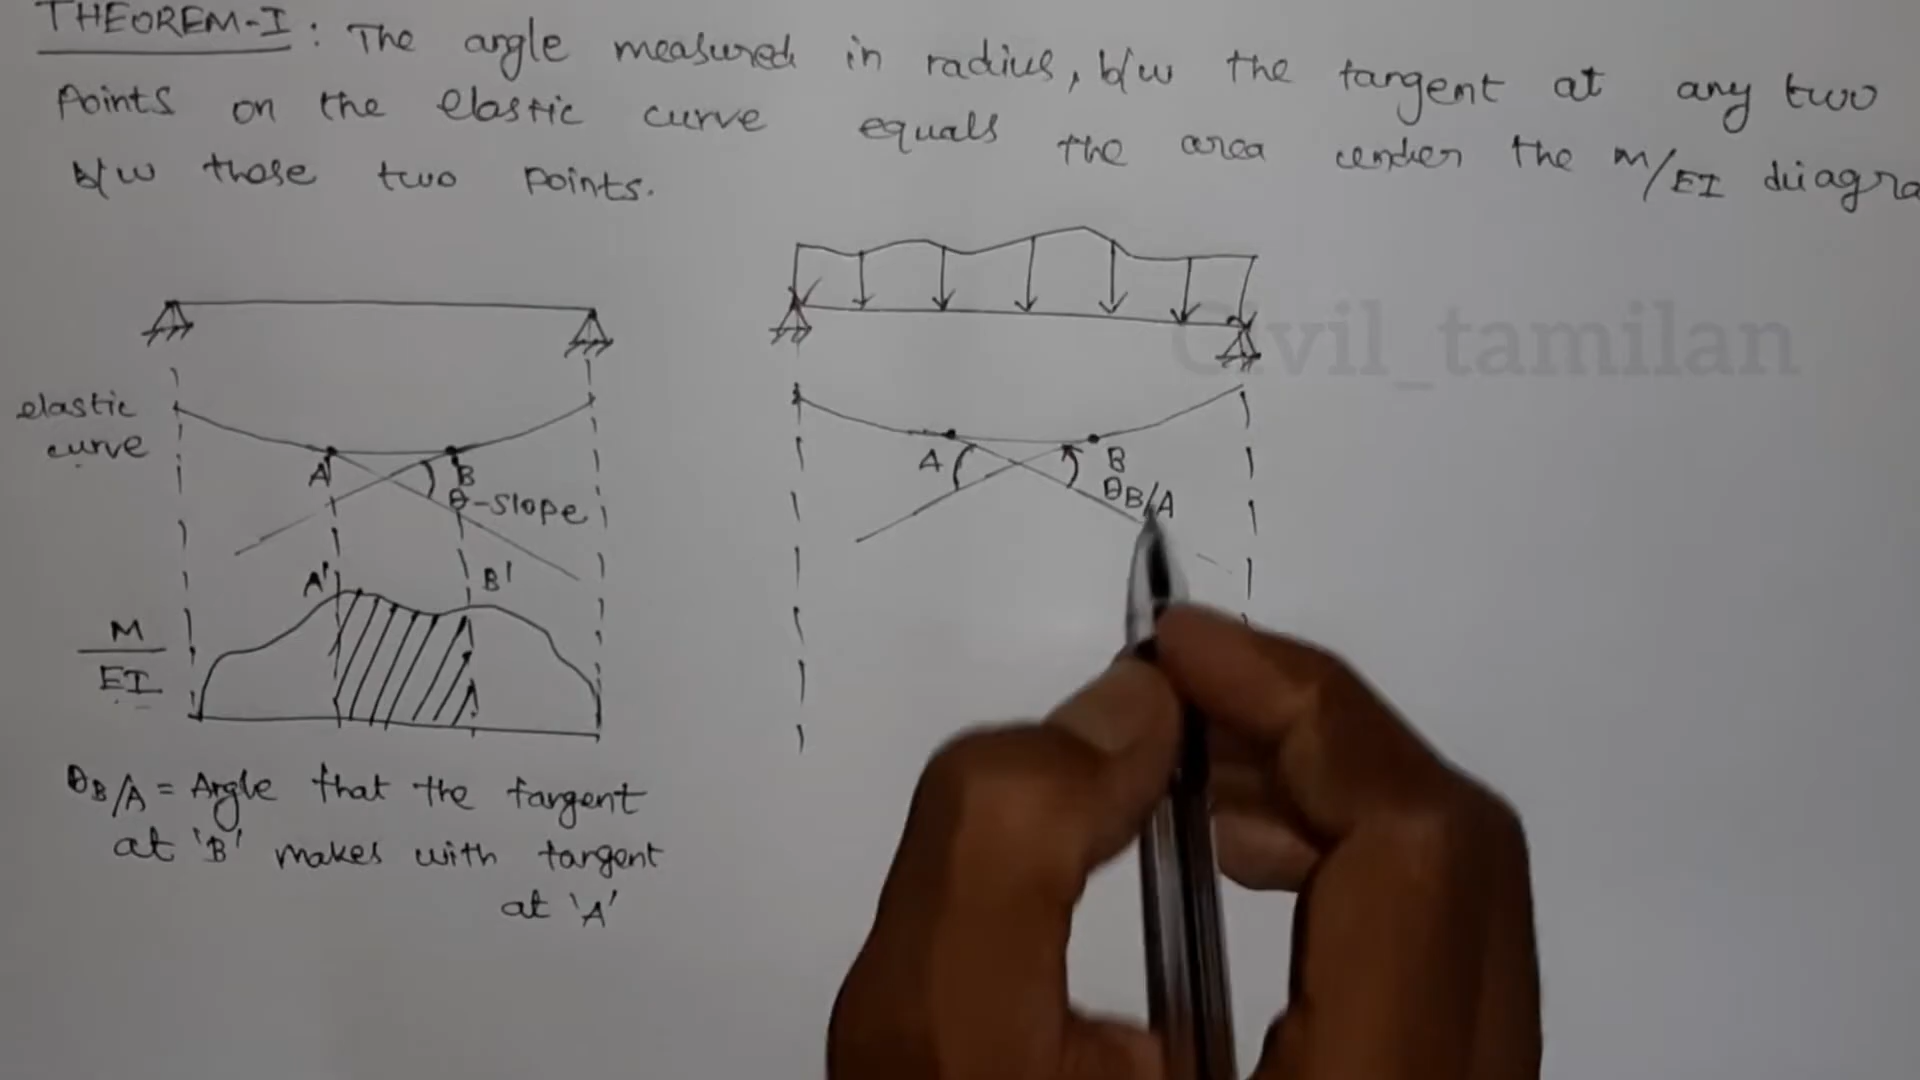 THEOREM-I : The angle measured in radius, b/w the tangent at any two
Points on the elastic curve equals the area under the M/EI diagra
b/w those two points.
Civil_tamilan
elastic
curve
A
B
θ-slope
A'
B'
M
EI
A
B
θB/A
θB/A = Angle that the tangent
at 'B' makes with tangent
at 'A'